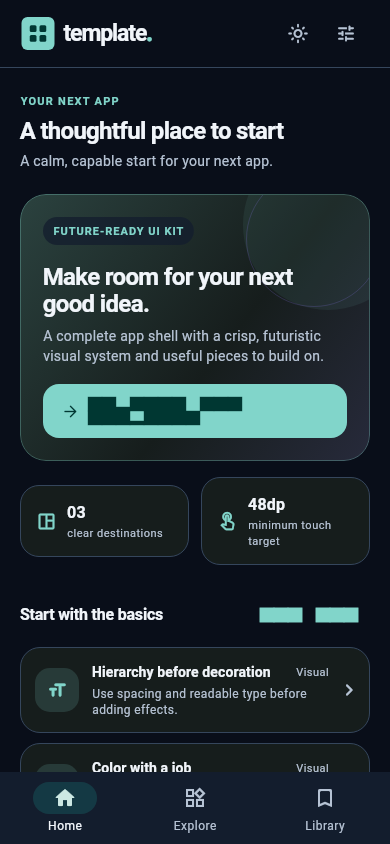 template.
YOUR NEXT APP
A thoughtful place to start
A calm, capable start for your next app.
FUTURE-READY UI KIT
Make room for your next
good idea.
A complete app shell with a crisp, futuristic
visual system and useful pieces to build on.
03
clear destinations
48dp
minimum touch
target
Start with the basics
Hierarchy before decoration Visual
Use spacing and readable type before
adding effects.
Color with a job Visual
Home Explore Library